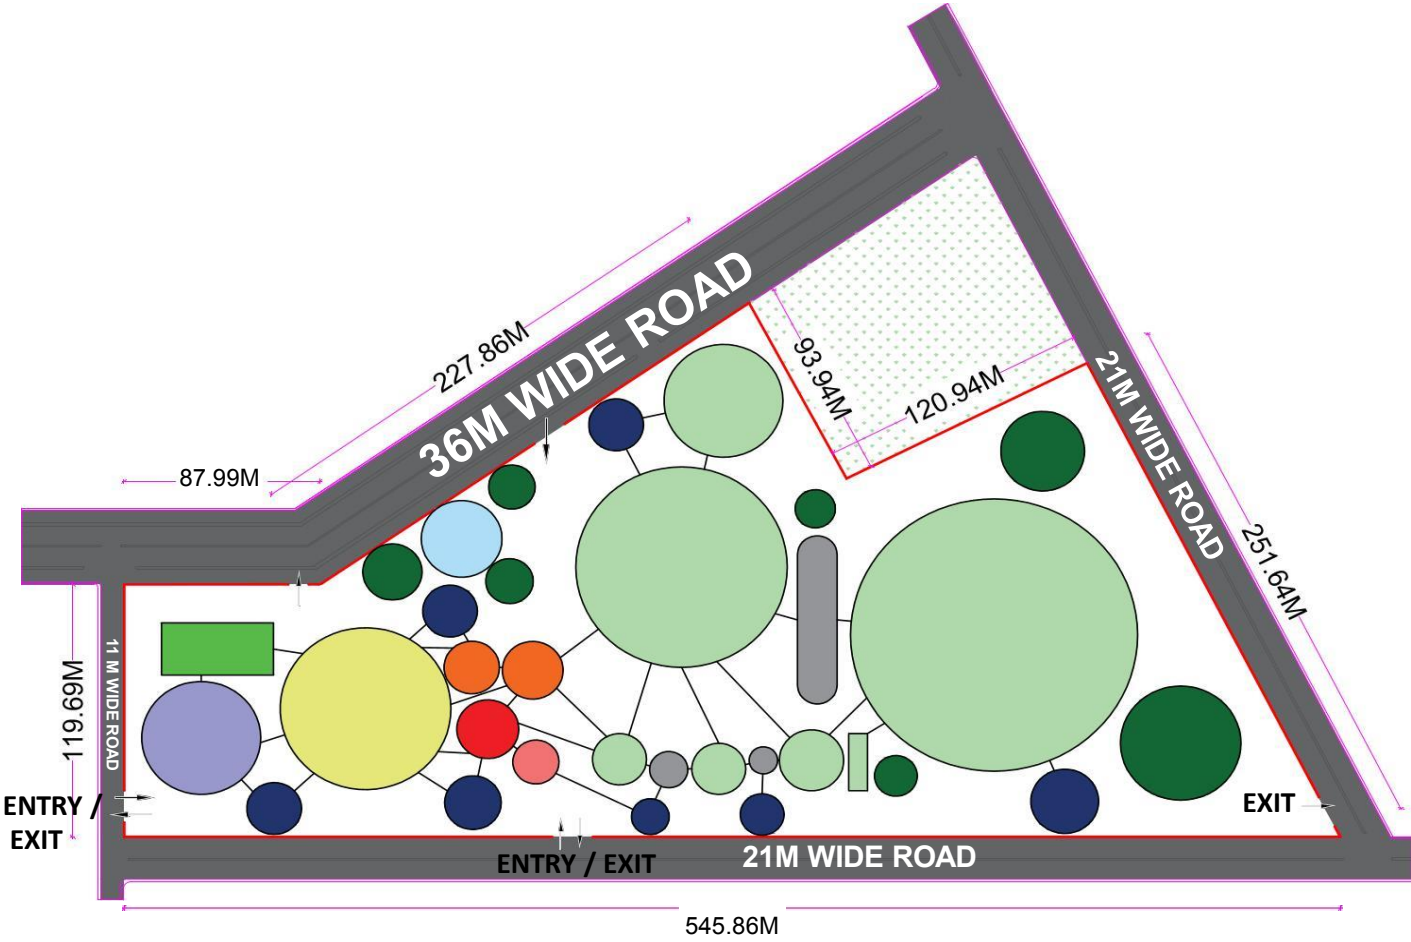 36M WIDE ROAD
227.86M
87.99M
93.94M
120.94M
21M WIDE ROAD
251.64M
11 M WIDE ROAD
119.69M
ENTRY /
EXIT
EXIT
ENTRY / EXIT
21M WIDE ROAD
545.86M